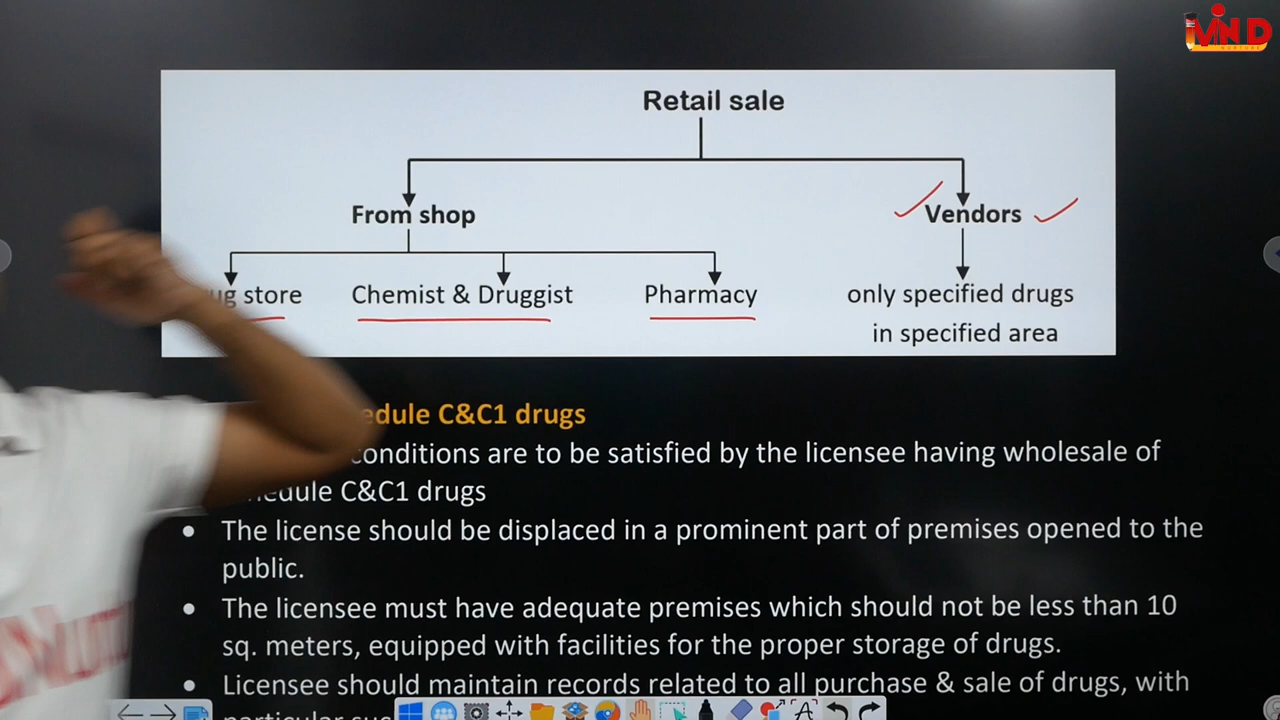 MIND
NURTURE
Retail sale
From shop
Vendors
store
Chemist & Druggist
Pharmacy
only specified drugs
in specified area
C&C1 drugs
conditions are to be satisfied by the licensee having wholesale of
C&C1 drugs
• The license should be displaced in a prominent part of premises opened to the
public.
• The licensee must have adequate premises which should not be less than 10
sq. meters, equipped with facilities for the proper storage of drugs.
• Licensee should maintain records related to all purchase & sale of drugs, with